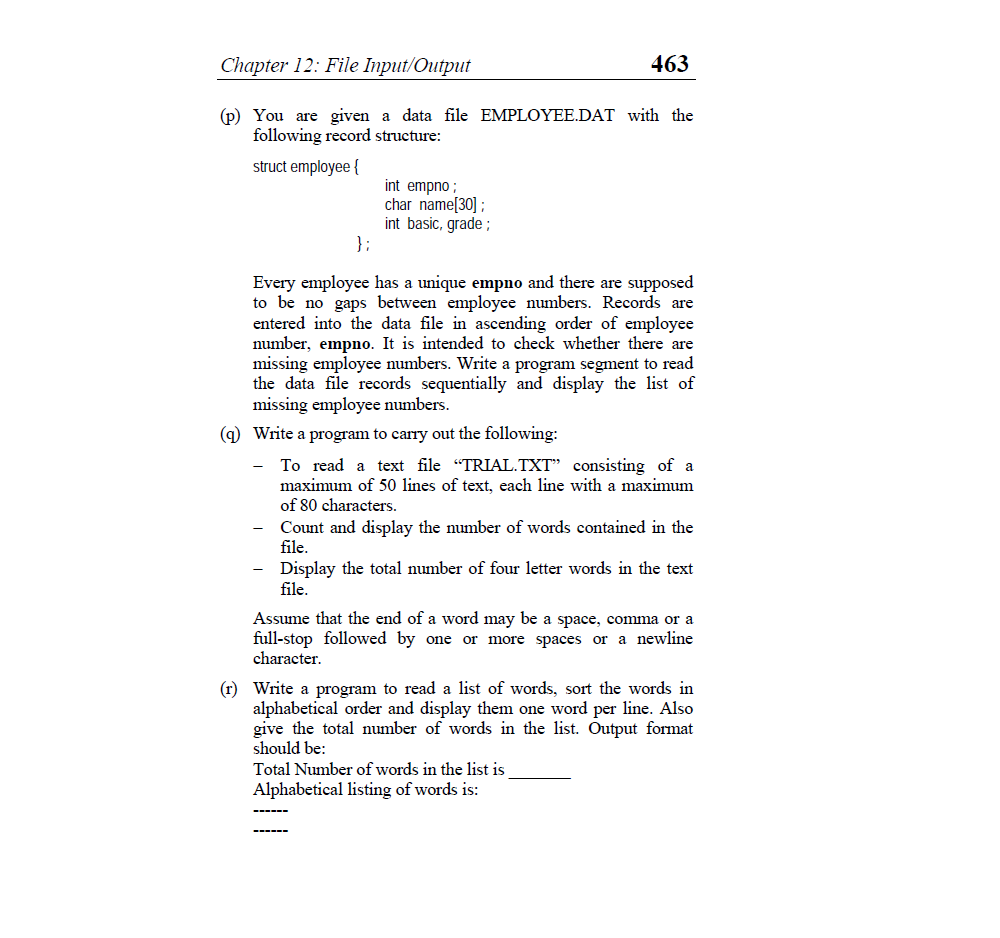 Chapter 12: File Input/Output 463
(p) You are given a data file EMPLOYEE.DAT with the
following record structure:
struct employee {
int empno ;
char name[30] ;
int basic, grade ;
} ;
Every employee has a unique empno and there are supposed
to be no gaps between employee numbers. Records are
entered into the data file in ascending order of employee
number, empno. It is intended to check whether there are
missing employee numbers. Write a program segment to read
the data file records sequentially and display the list of
missing employee numbers.
(q) Write a program to carry out the following:
− To read a text file “TRIAL.TXT” consisting of a
maximum of 50 lines of text, each line with a maximum
of 80 characters.
− Count and display the number of words contained in the
file.
− Display the total number of four letter words in the text
file.
Assume that the end of a word may be a space, comma or a
full-stop followed by one or more spaces or a newline
character.
(r) Write a program to read a list of words, sort the words in
alphabetical order and display them one word per line. Also
give the total number of words in the list. Output format
should be:
Total Number of words in the list is _______
Alphabetical listing of words is:
------
------